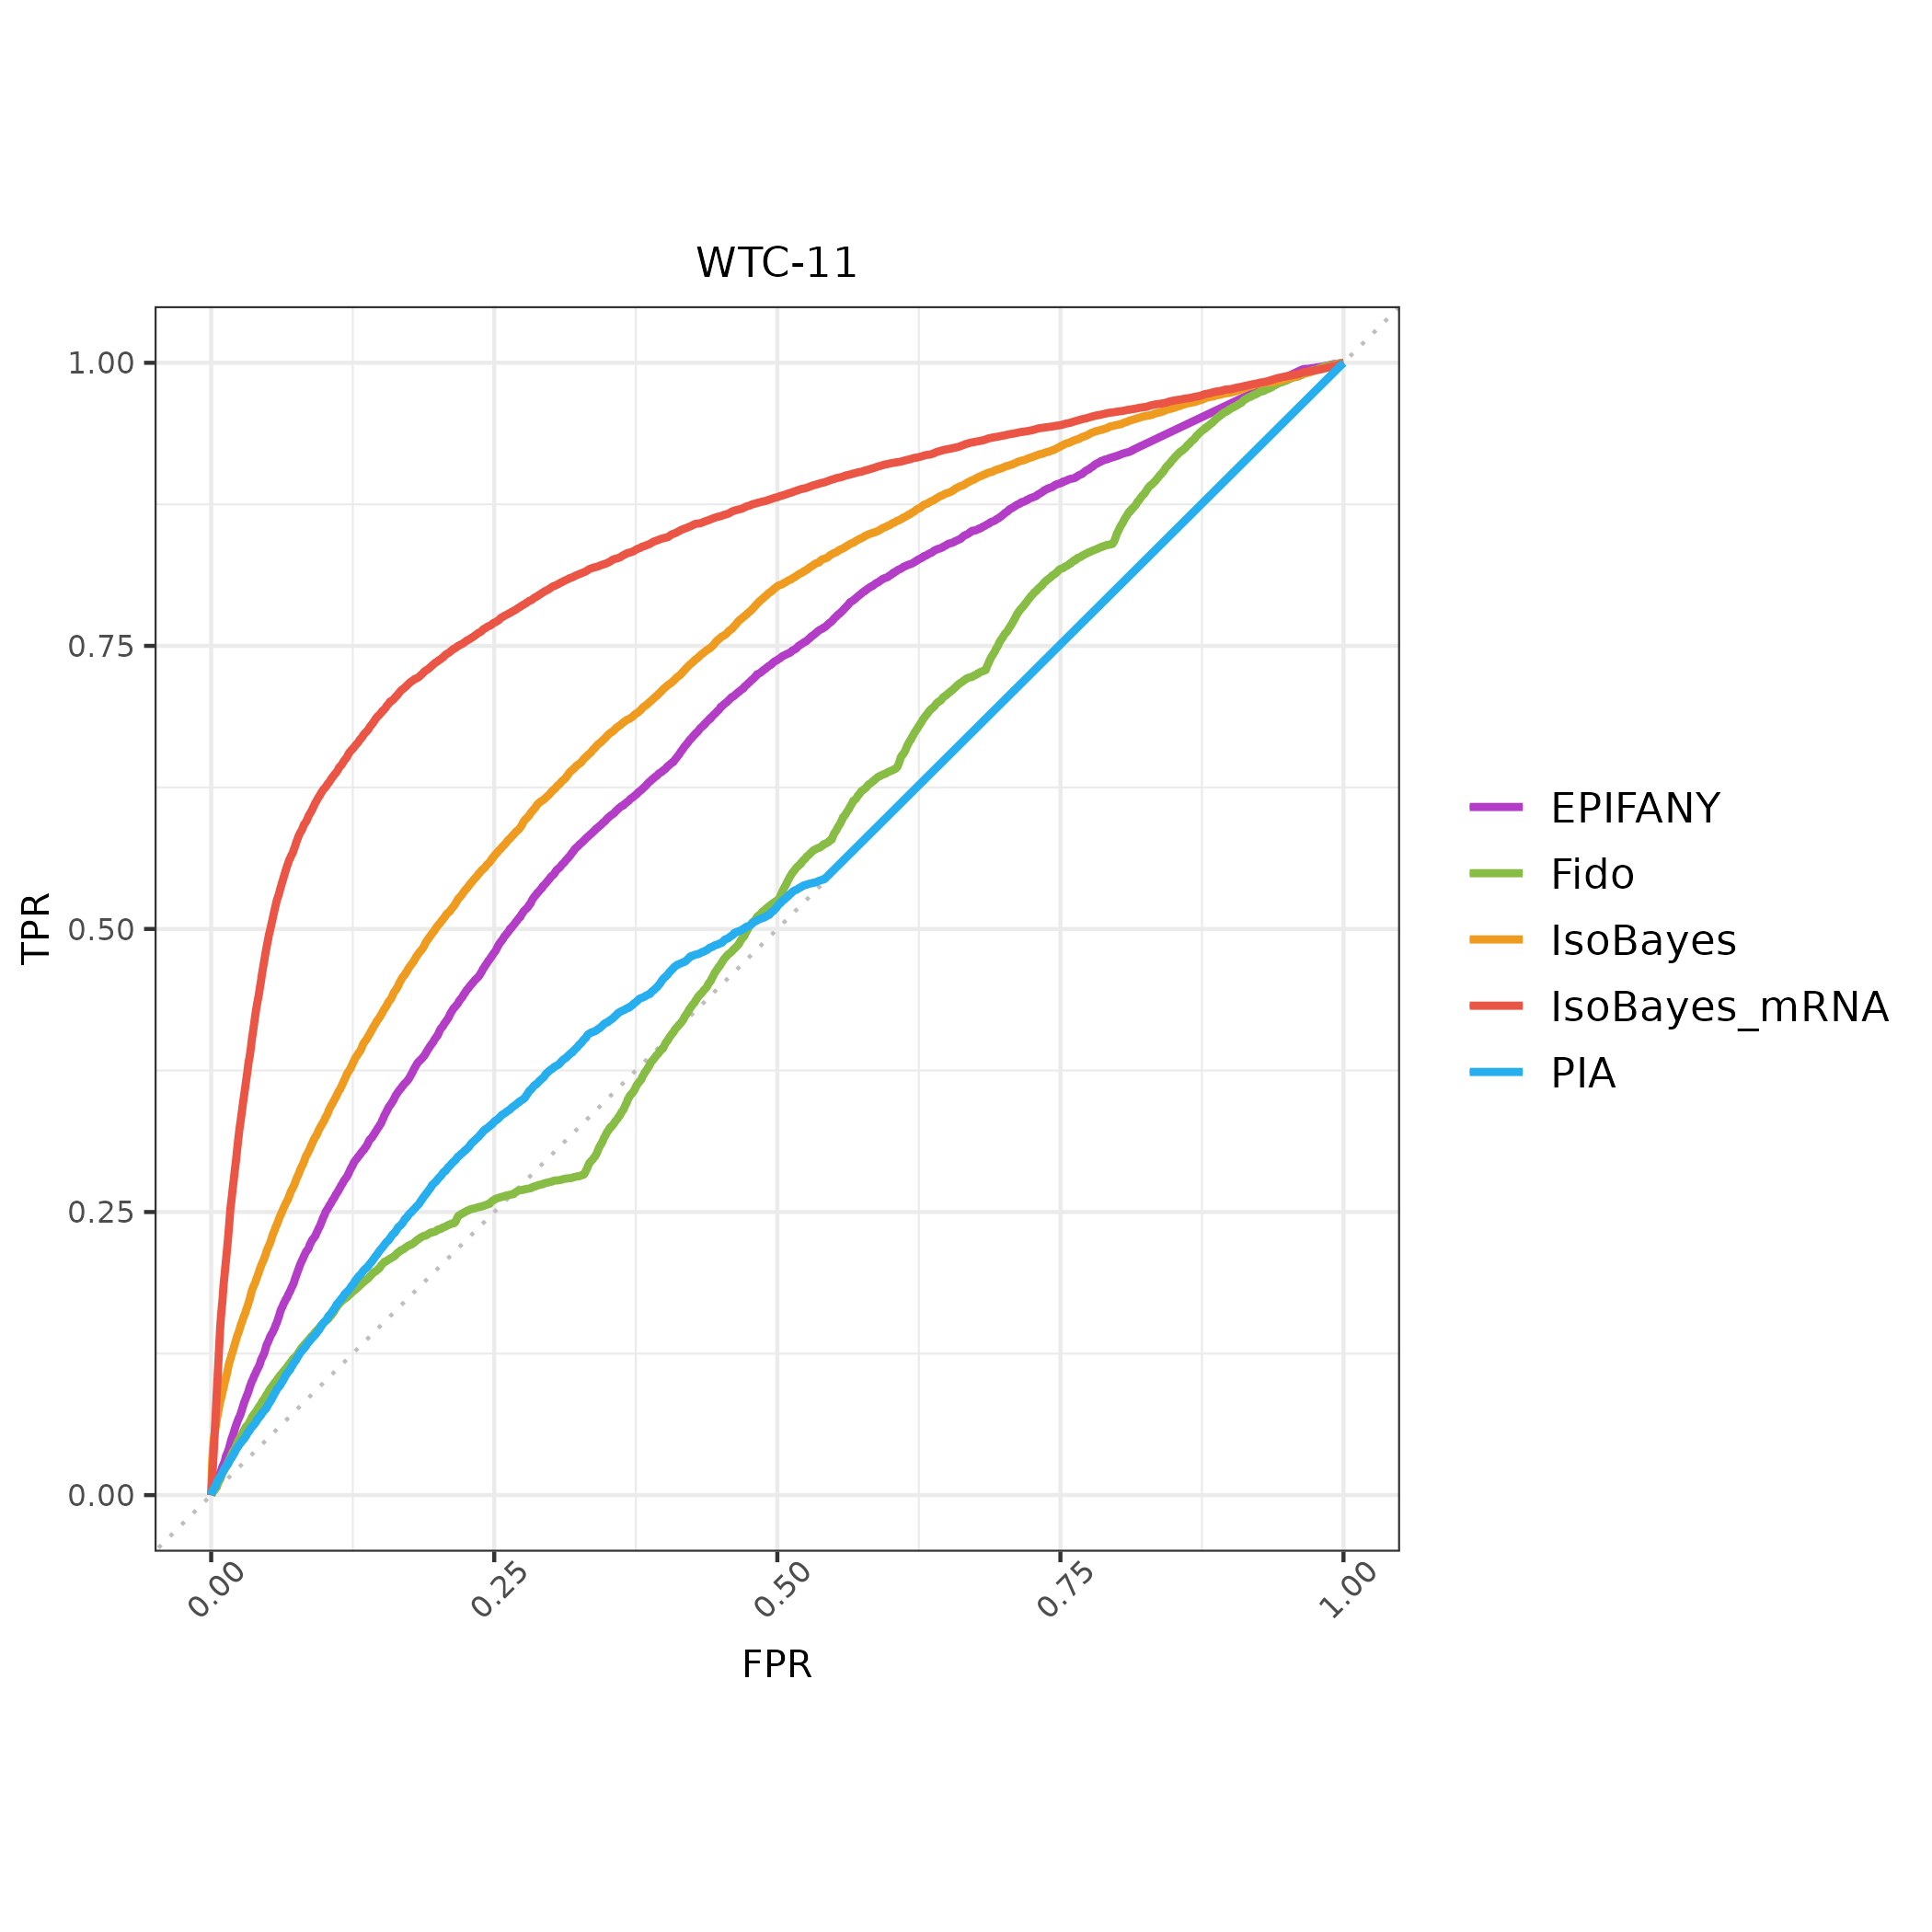 WTC-11
1.00
0.75
0.50
0.25
0.00
TPR
0.00
0.25
0.50
0.75
1.00
FPR
EPIFANY
Fido
IsoBayes
IsoBayes_mRNA
PIA